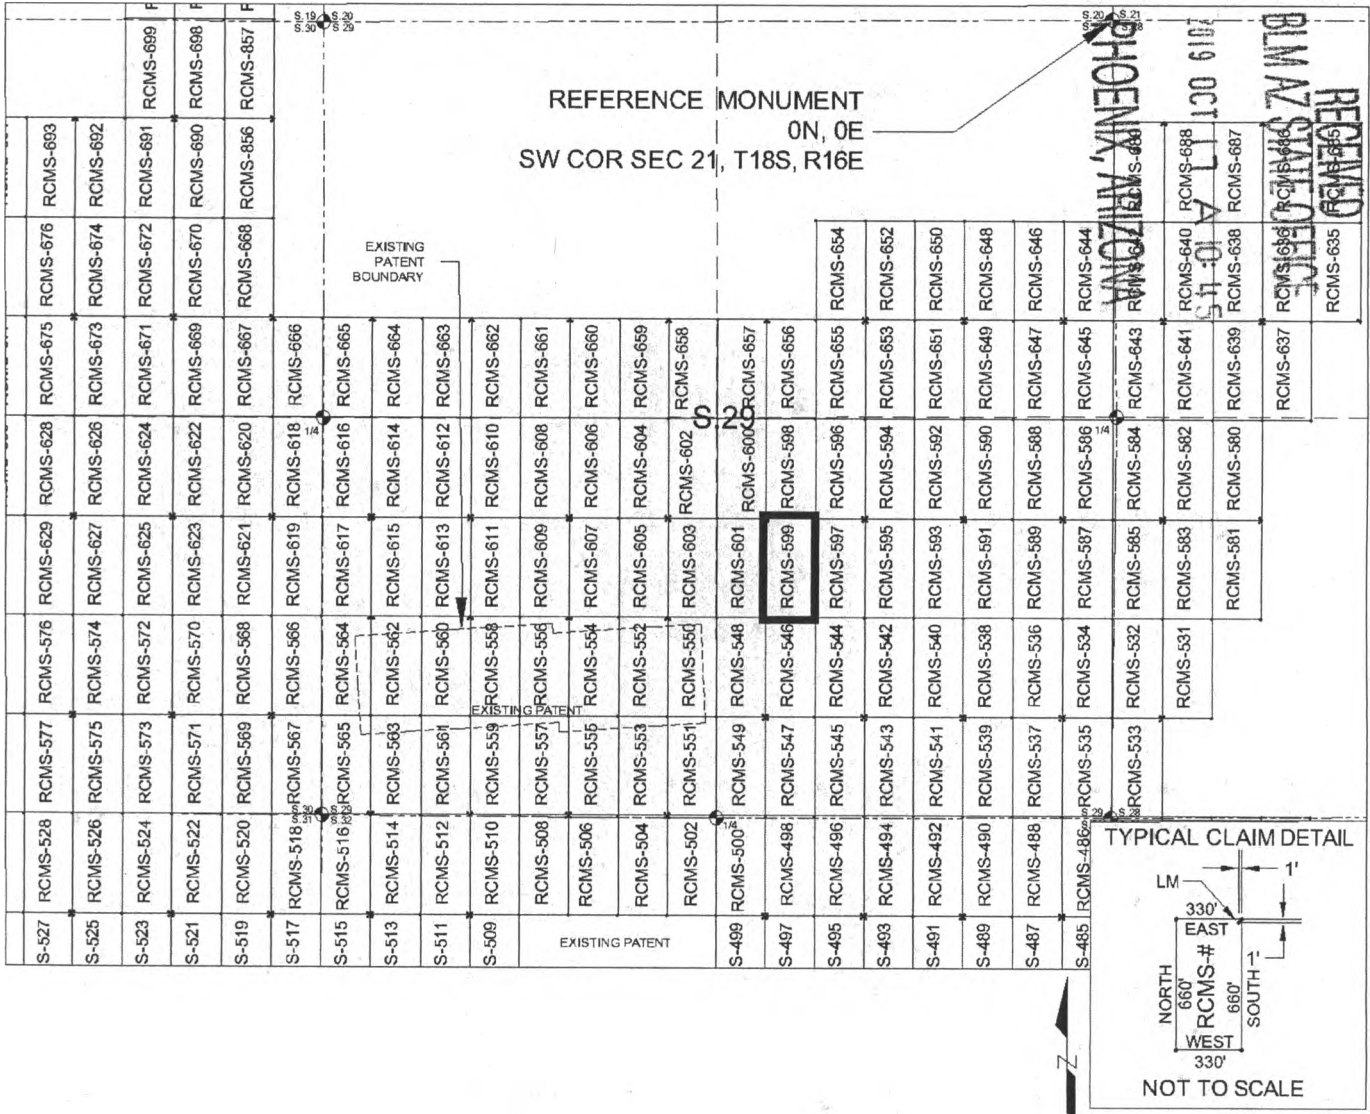 S.19 S.20
S.30 S.29
S.20 S.21
REFERENCE MONUMENT
0N, 0E
SW COR SEC 21, T18S, R16E
RECEIVED
BLM AZ STATE OFFICE
2019 OCT 17 A 10:45
PHOENIX, ARIZONA
RCMS-699 RCMS-698 RCMS-857
RCMS-693 RCMS-692 RCMS-691 RCMS-690 RCMS-856 RCMS-689 RCMS-688 RCMS-687 RCMS-686 RCMS-685
RCMS-676 RCMS-674 RCMS-672 RCMS-670 RCMS-668 RCMS-654 RCMS-652 RCMS-650 RCMS-648 RCMS-646 RCMS-644 RCMS-642 RCMS-640 RCMS-638 RCMS-636 RCMS-635
EXISTING
PATENT
BOUNDARY
RCMS-675 RCMS-673 RCMS-671 RCMS-669 RCMS-667 RCMS-666 RCMS-665 RCMS-664 RCMS-663 RCMS-662 RCMS-661 RCMS-660 RCMS-659 RCMS-658 RCMS-657 RCMS-656 RCMS-655 RCMS-653 RCMS-651 RCMS-649 RCMS-647 RCMS-645 RCMS-643 RCMS-641 RCMS-639 RCMS-637
S.29
1/4 1/4
RCMS-628 RCMS-626 RCMS-624 RCMS-622 RCMS-620 RCMS-618 RCMS-616 RCMS-614 RCMS-612 RCMS-610 RCMS-608 RCMS-606 RCMS-604 RCMS-602 RCMS-600 RCMS-598 RCMS-596 RCMS-594 RCMS-592 RCMS-590 RCMS-588 RCMS-586 RCMS-584 RCMS-582 RCMS-580
RCMS-629 RCMS-627 RCMS-625 RCMS-623 RCMS-621 RCMS-619 RCMS-617 RCMS-615 RCMS-613 RCMS-611 RCMS-609 RCMS-607 RCMS-605 RCMS-603 RCMS-601 RCMS-599 RCMS-597 RCMS-595 RCMS-593 RCMS-591 RCMS-589 RCMS-587 RCMS-585 RCMS-583 RCMS-581
RCMS-576 RCMS-574 RCMS-572 RCMS-570 RCMS-568 RCMS-566 RCMS-564 RCMS-562 RCMS-560 RCMS-558 RCMS-556 RCMS-554 RCMS-552 RCMS-550 RCMS-548 RCMS-546 RCMS-544 RCMS-542 RCMS-540 RCMS-538 RCMS-536 RCMS-534 RCMS-532 RCMS-531
EXISTING PATENT
RCMS-577 RCMS-575 RCMS-573 RCMS-571 RCMS-569 RCMS-567 RCMS-565 RCMS-563 RCMS-561 RCMS-559 RCMS-557 RCMS-555 RCMS-553 RCMS-551 RCMS-549 RCMS-547 RCMS-545 RCMS-543 RCMS-541 RCMS-539 RCMS-537 RCMS-535 RCMS-533
S.30 S.29
S.31 S.32
1/4
S.29 S.28
RCMS-528 RCMS-526 RCMS-524 RCMS-522 RCMS-520 RCMS-518 RCMS-516 RCMS-514 RCMS-512 RCMS-510 RCMS-508 RCMS-506 RCMS-504 RCMS-502 RCMS-500 RCMS-498 RCMS-496 RCMS-494 RCMS-492 RCMS-490 RCMS-488 RCMS-486
S-527 S-525 S-523 S-521 S-519 S-517 S-515 S-513 S-511 S-509 EXISTING PATENT S-499 S-497 S-495 S-493 S-491 S-489 S-487 S-485
TYPICAL CLAIM DETAIL
1'
LM
330'
EAST
NORTH
660'
RCMS-#
660'
SOUTH
1'
WEST
330'
NOT TO SCALE
N